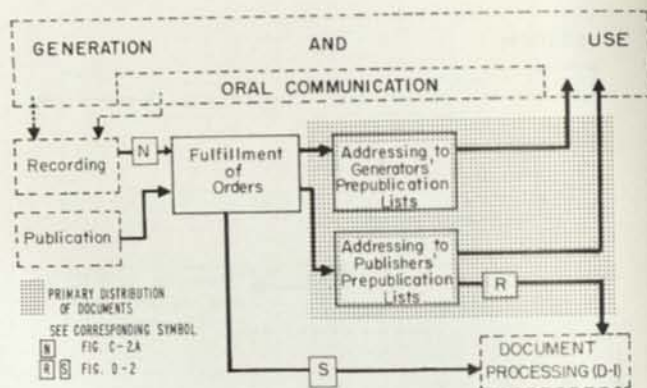 GENERATION AND USE
ORAL COMMUNICATION
Recording
N
Fulfillment
of
Orders
Addressing to
Generators'
Prepublication
Lists
Publication
Addressing to
Publishers'
Prepublication
Lists
R
PRIMARY DISTRIBUTION
OF DOCUMENTS
SEE CORRESPONDING SYMBOL
N FIG. C-2A
R S FIG. D-2
S
DOCUMENT
PROCESSING (D-I)